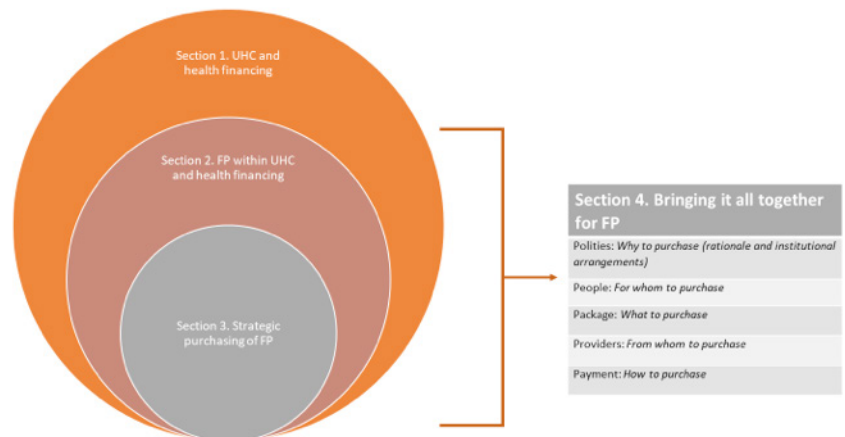 Section 1. UHC and
health financing
Section 2. FP within UHC
and health financing
Section 3. Strategic
purchasing of FP
Section 4. Bringing it all together
for FP
Polities: Why to purchase (rationale and institutional
arrangements)
People: For whom to purchase
Package: What to purchase
Providers: From whom to purchase
Payment: How to purchase